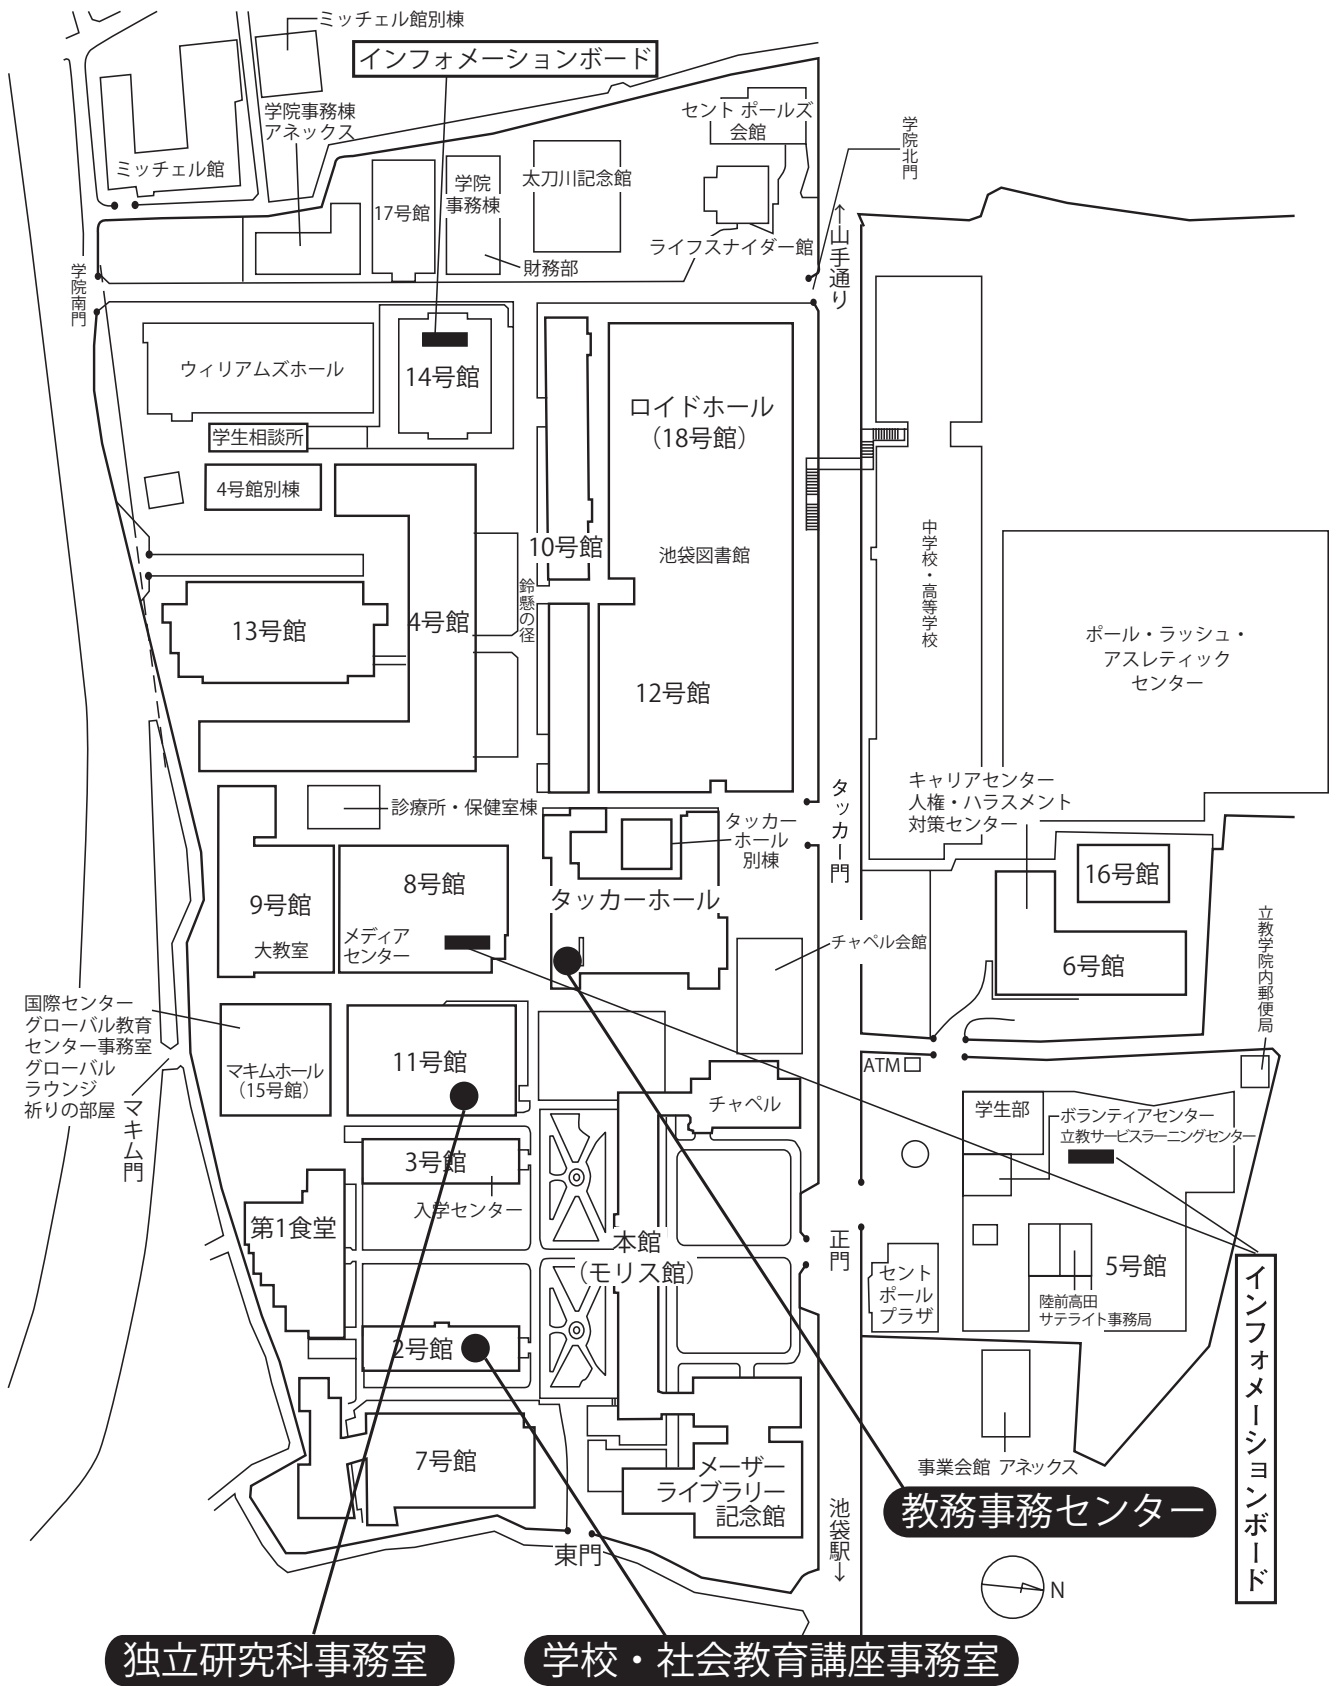 ミッチェル館別棟
インフォメーションボード
学院事務棟
アネックス
セント ポールズ
会館
学院北門
ミッチェル館
17号館
学院
事務棟
太刀川記念館
ライフスナイダー館
財務部
←山手通り
学院南門
ウィリアムズホール
14号館
ロイドホール
（18号館）
学生相談所
4号館別棟
10号館
池袋図書館
中学校・高等学校
鈴懸の径
13号館
4号館
12号館
ポール・ラッシュ・
アスレティック
センター
キャリアセンター
人権・ハラスメント
対策センター
診療所・保健室棟
タッカー
ホール
別棟
タッカー門
8号館
9号館
大教室
メディア
センター
タッカーホール
チャペル会館
16号館
6号館
立教学院内郵便局
国際センター
グローバル教育
センター事務室
グローバル
ラウンジ
祈りの部屋
マキム門
マキムホール
（15号館）
11号館
チャペル
ATM
学生部
ボランティアセンター
立教サービスラーニングセンター
3号館
入学センター
第1食堂
本館
（モリス館）
正門
セント
ポール
プラザ
5号館
陸前高田
サテライト事務局
インフォメーションボード
2号館
7号館
メーザー
ライブラリー
記念館
事業会館 アネックス
教務事務センター
池袋駅→
東門
N
独立研究科事務室
学校・社会教育講座事務室